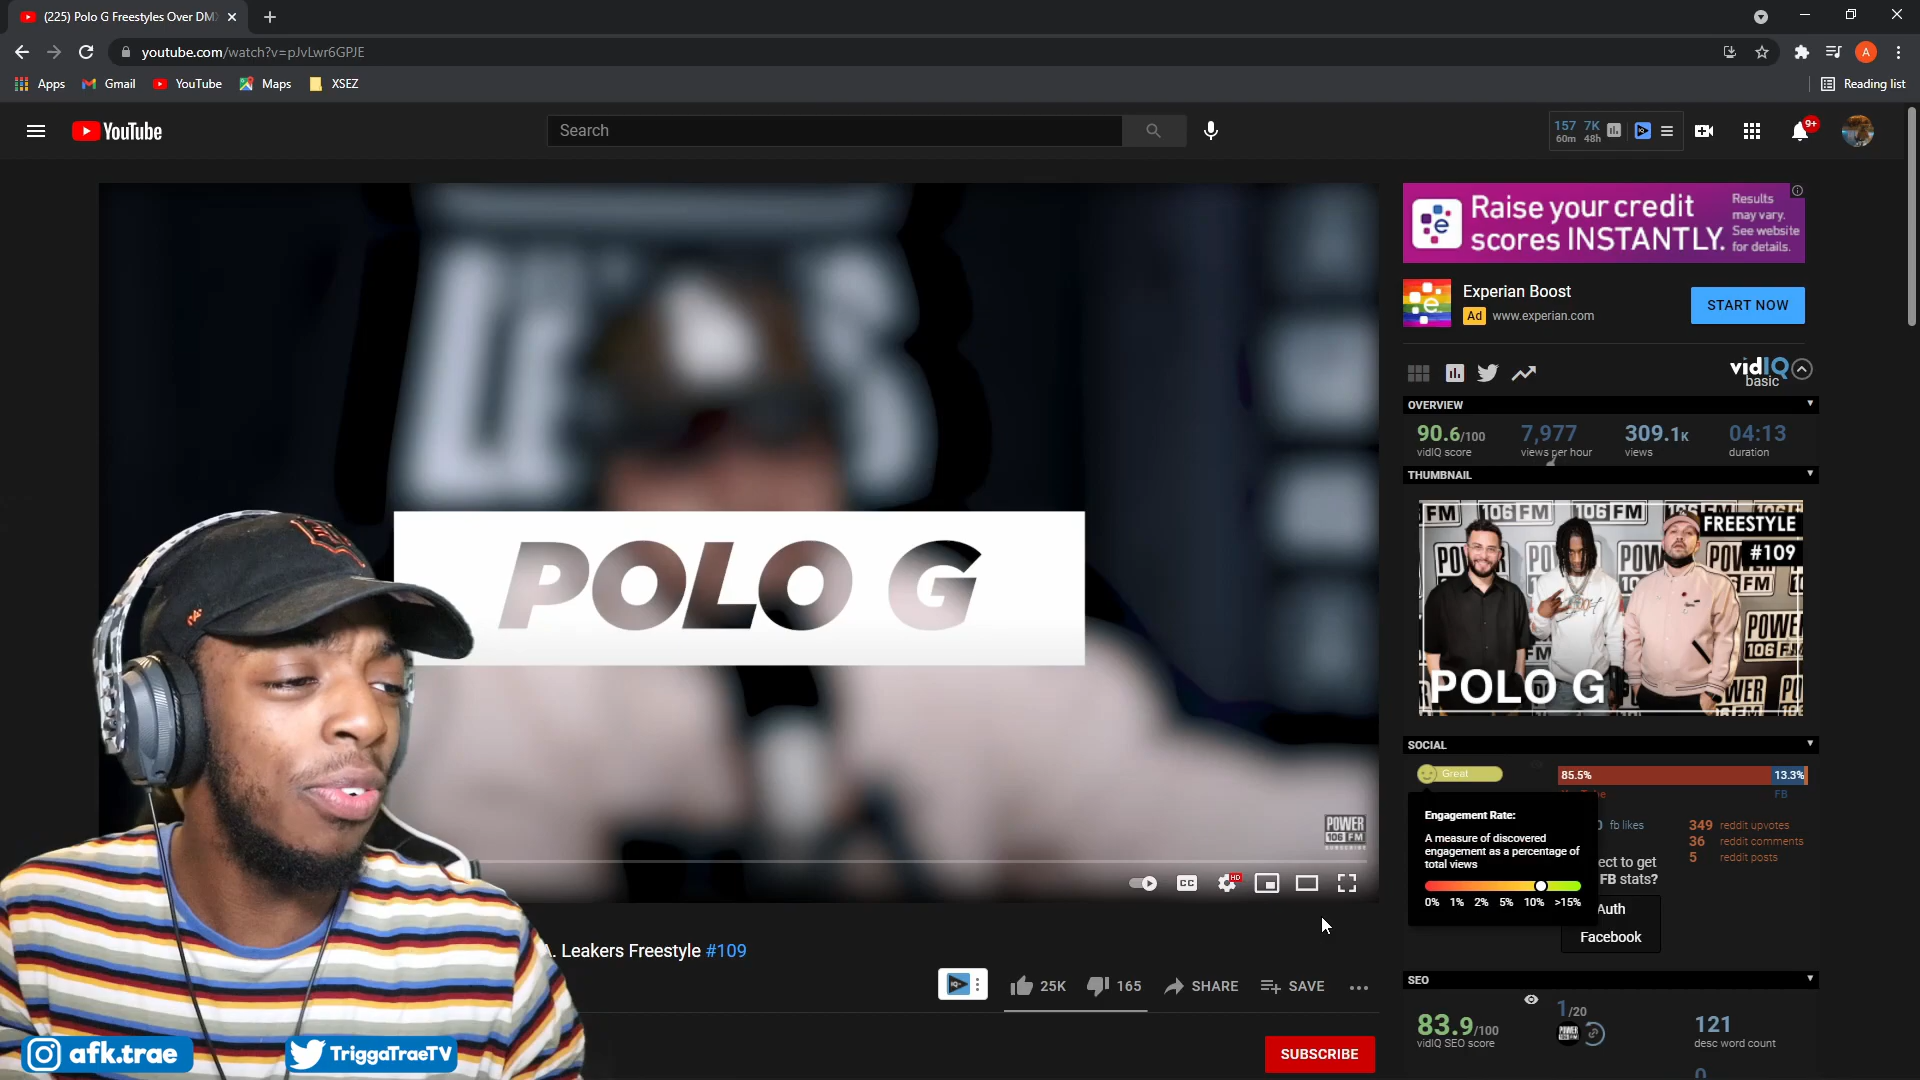 (225) Polo G Freestyles Over DM
youtube.com/watch?v=pJvLwr6GPJE
A
Apps Gmail YouTube Maps XSEZ Reading list
YouTube
Search
157 7K
60m 48h
9+
Raise your credit
scores INSTANTLY.
Results
may vary.
See website
for details.
Experian Boost
Ad www.experian.com
START NOW
vidIQ
basic
OVERVIEW
90.6/100 7,977 309.1K 04:13
vidIQ score views per hour views duration
THUMBNAIL
FREESTYLE
#109
POLO G
SOCIAL
Great
85.5% 13.3%
FB
fb likes
349 reddit upvotes
36 reddit comments
5 reddit posts
Engagement Rate:
A measure of discovered
engagement as a percentage of
total views
0% 1% 2% 5% 10% >15%
ect to get
FB stats?
Auth
Facebook
SEO
83.9/100
vidIQ SEO score
1/20
121
desc word count
0
POLO G
POWER
106 FM
SUBSCRIBE
CC
HD
. Leakers Freestyle #109
25K 165 SHARE SAVE
SUBSCRIBE
afk.trae
TriggaTraeTV